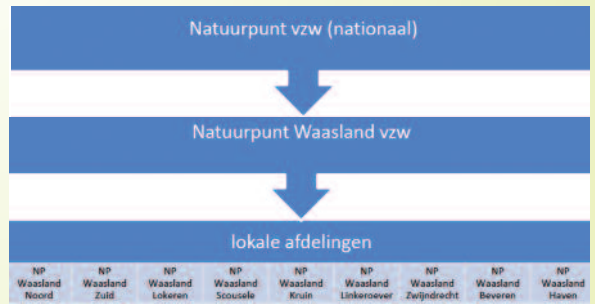 Natuurpunt vzw (nationaal)
Natuurpunt Waasland vzw
lokale afdelingen
NP Waasland Noord
NP Waasland Zuid
NP Waasland Lokeren
NP Waasland Scousele
NP Waasland Kruin
NP Waasland Linkeroever
NP Waasland Zwijndrecht
NP Waasland Beveren
NP Waasland Haven